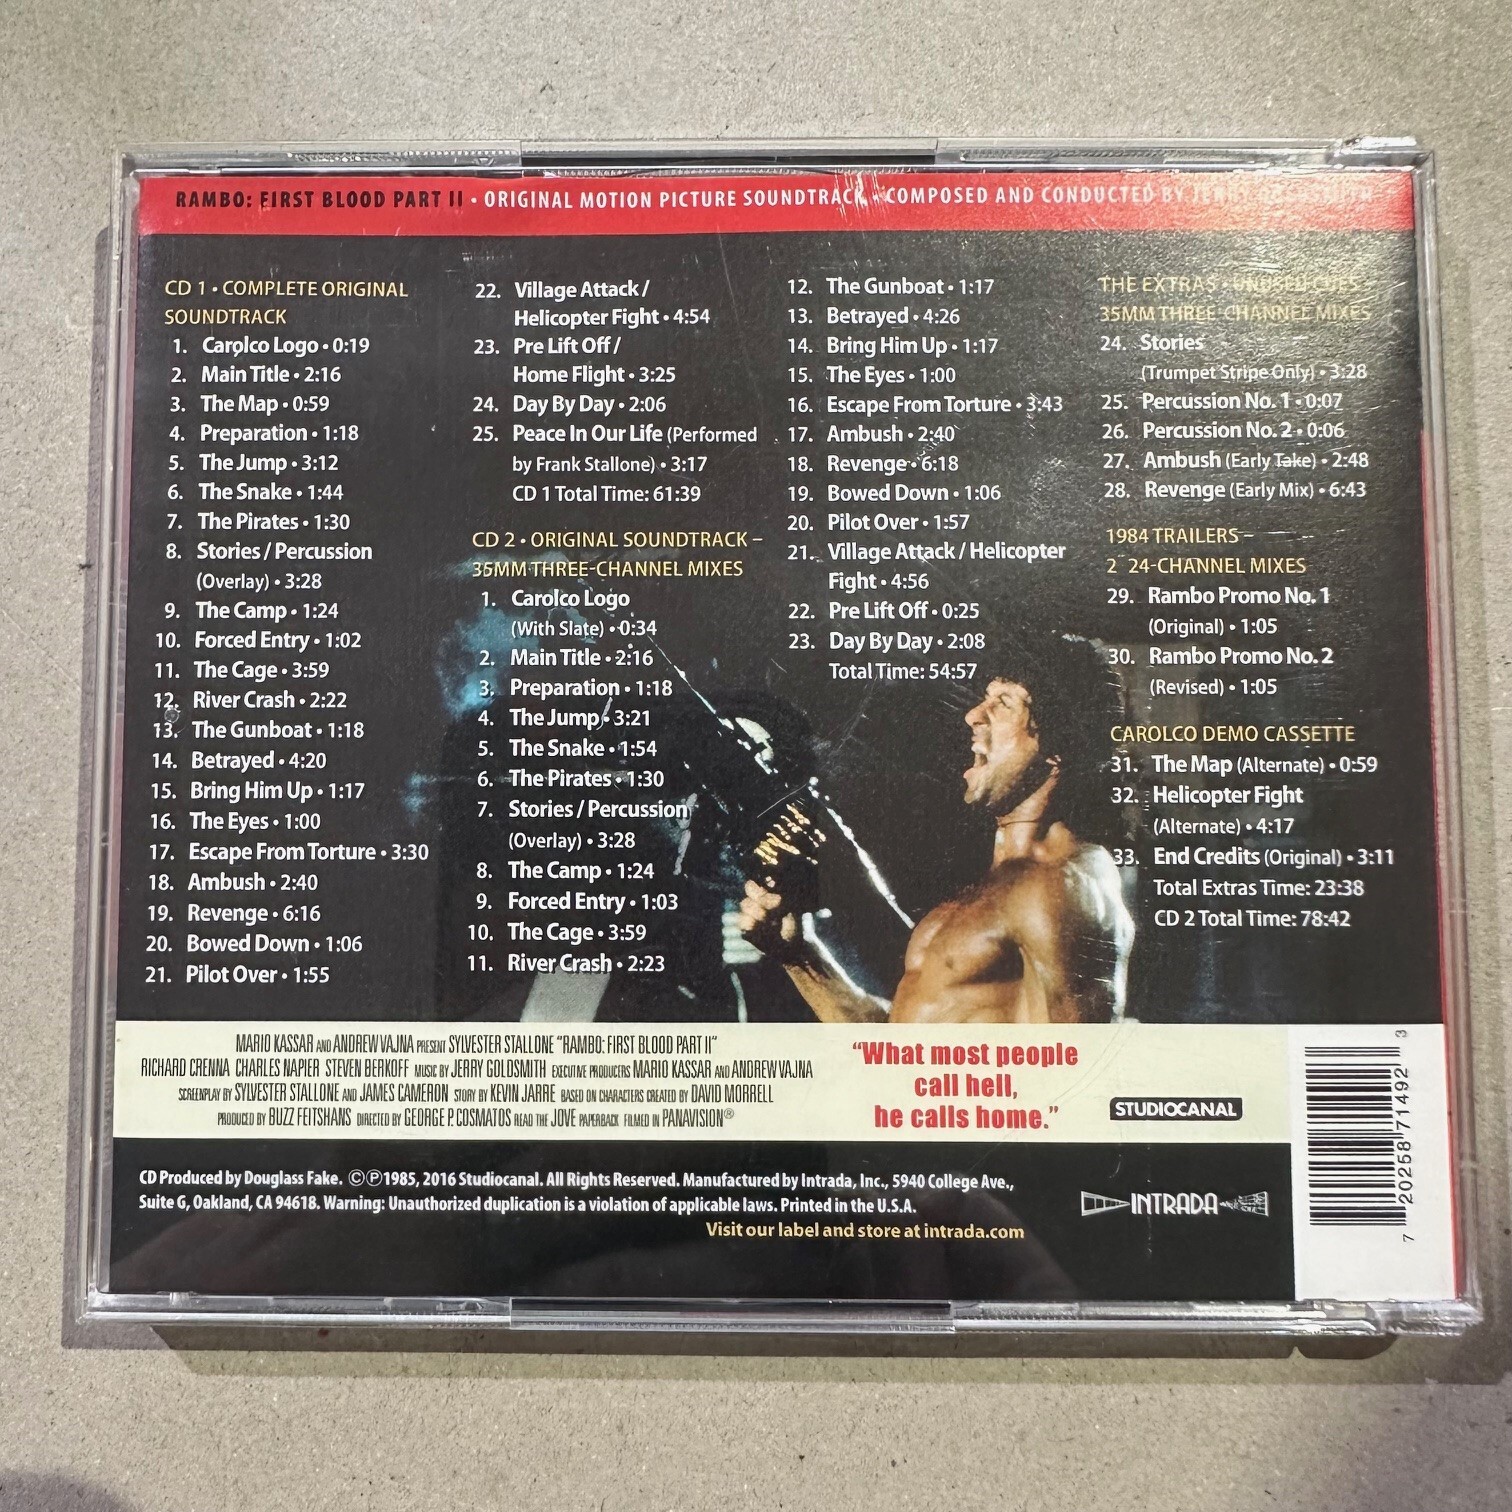 RAMBO: FIRST BLOOD PART II • ORIGINAL MOTION PICTURE SOUNDTRACK • COMPOSED AND CONDUCTED BY JERRY GOLDSMITH
CD 1 • COMPLETE ORIGINAL
SOUNDTRACK
1. Carolco Logo • 0:19
2. Main Title • 2:16
3. The Map • 0:59
4. Preparation • 1:18
5. The Jump • 3:12
6. The Snake • 1:44
7. The Pirates • 1:30
8. Stories / Percussion
(Overlay) • 3:28
9. The Camp • 1:24
10. Forced Entry • 1:02
11. The Cage • 3:59
12. River Crash • 2:22
13. The Gunboat • 1:18
14. Betrayed • 4:20
15. Bring Him Up • 1:17
16. The Eyes • 1:00
17. Escape From Torture • 3:30
18. Ambush • 2:40
19. Revenge • 6:16
20. Bowed Down • 1:06
21. Pilot Over • 1:55
22. Village Attack /
Helicopter Fight • 4:54
23. Pre Lift Off /
Home Flight • 3:25
24. Day By Day • 2:06
25. Peace In Our Life (Performed
by Frank Stallone) • 3:17
CD 1 Total Time: 61:39
CD 2 • ORIGINAL SOUNDTRACK –
35MM THREE-CHANNEL MIXES
1. Carolco Logo
(With Slate) • 0:34
2. Main Title • 2:16
3. Preparation • 1:18
4. The Jump • 3:21
5. The Snake • 1:54
6. The Pirates • 1:30
7. Stories / Percussion
(Overlay) • 3:28
8. The Camp • 1:24
9. Forced Entry • 1:03
10. The Cage • 3:59
11. River Crash • 2:23
12. The Gunboat • 1:17
13. Betrayed • 4:26
14. Bring Him Up • 1:17
15. The Eyes • 1:00
16. Escape From Torture • 3:43
17. Ambush • 2:40
18. Revenge • 6:18
19. Bowed Down • 1:06
20. Pilot Over • 1:57
21. Village Attack / Helicopter
Fight • 4:56
22. Pre Lift Off • 0:25
23. Day By Day • 2:08
Total Time: 54:57
THE EXTRAS • UNUSED CUES –
35MM THREE-CHANNEL MIXES
24. Stories
(Trumpet Stripe Only) • 3:28
25. Percussion No. 1 • 0:07
26. Percussion No. 2 • 0:06
27. Ambush (Early Take) • 2:48
28. Revenge (Early Mix) • 6:43
1984 TRAILERS –
2 24-CHANNEL MIXES
29. Rambo Promo No. 1
(Original) • 1:05
30. Rambo Promo No. 2
(Revised) • 1:05
CAROLCO DEMO CASSETTE
31. The Map (Alternate) • 0:59
32. Helicopter Fight
(Alternate) • 4:17
33. End Credits (Original) • 3:11
Total Extras Time: 23:38
CD 2 Total Time: 78:42
MARIO KASSAR AND ANDREW VAJNA PRESENT SYLVESTER STALLONE "RAMBO: FIRST BLOOD PART II"
RICHARD CRENNA CHARLES NAPIER STEVEN BERKOFF MUSIC BY JERRY GOLDSMITH EXECUTIVE PRODUCERS MARIO KASSAR AND ANDREW VAJNA
SCREENPLAY BY SYLVESTER STALLONE AND JAMES CAMERON STORY BY KEVIN JARRE BASED ON CHARACTERS CREATED BY DAVID MORRELL
PRODUCED BY BUZZ FEITSHANS DIRECTED BY GEORGE P. COSMATOS READ THE JOVE PAPERBACK FILMED IN PANAVISION®
"What most people
call hell,
he calls home."
STUDIOCANAL
CD Produced by Douglass Fake. ©℗1985, 2016 Studiocanal. All Rights Reserved. Manufactured by Intrada, Inc., 5940 College Ave.,
Suite G, Oakland, CA 94618. Warning: Unauthorized duplication is a violation of applicable laws. Printed in the U.S.A.
Visit our label and store at intrada.com
INTRADA
7 20258 71492 3